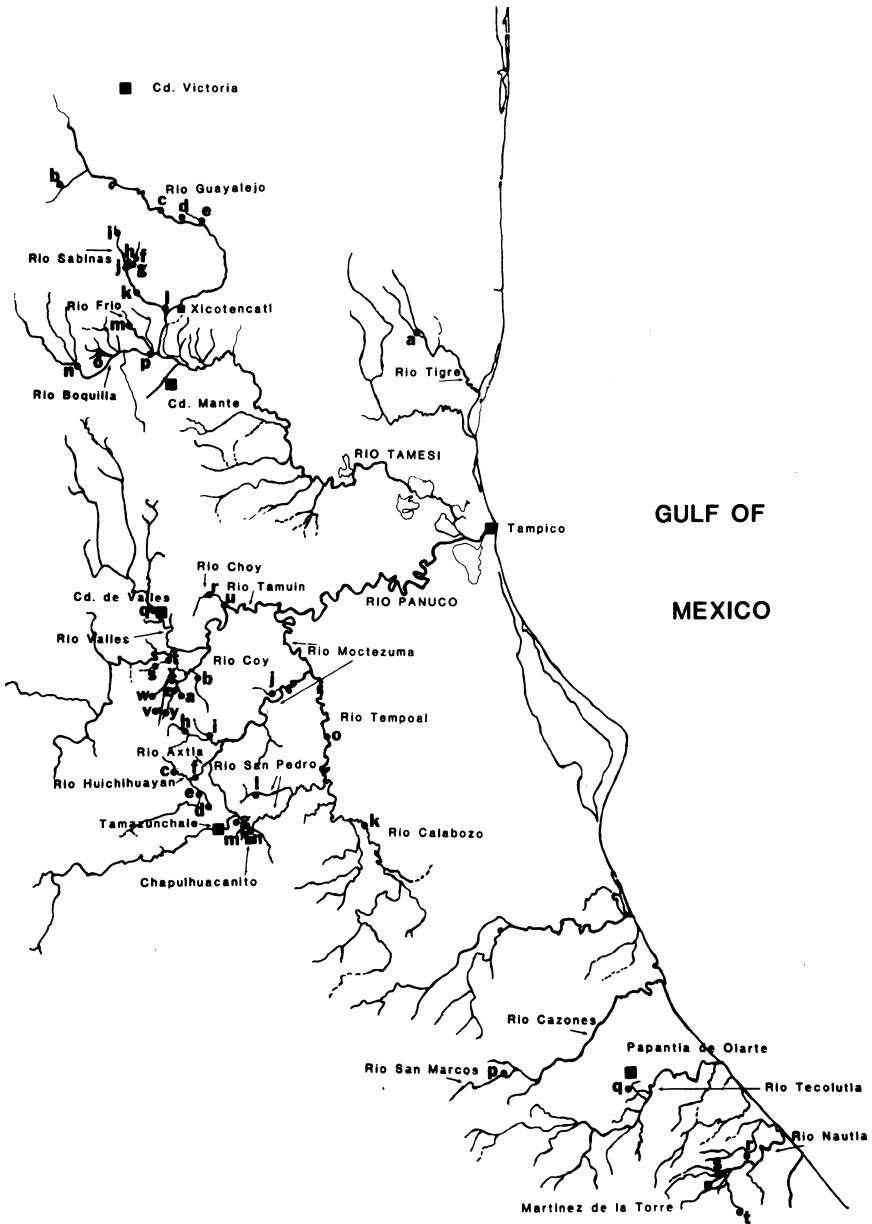 Cd. Victoria
b
Rio Guayalejo
c
d
e
i
Rio Sabinas
h
f
j
g
k
l
Rio Frio
Xicotencatl
m
a
n
o
p
Rio Tigre
Rio Boquilla
Cd. Mante
RIO TAMESI
GULF OF
MEXICO
Tampico
Rio Choy
r
u
Rio Tamuin
Cd. de Valles
q
RIO PANUCO
Rio Valles
Rio Moctezuma
s
t
Rio Coy
b
j
w
a
v
y
Rio Tempoal
h
i
o
Rio Axtla
c
f
Rio San Pedro
Rio Huichihuayan
e
l
d
Tamazunchale
g
k
Rio Calabozo
m
n
Chapulhuacanito
Rio Cazones
Papantla de Olarte
Rio San Marcos
p
q
Rio Tecolutla
Rio Nautla
r
s
Martinez de la Torre
t